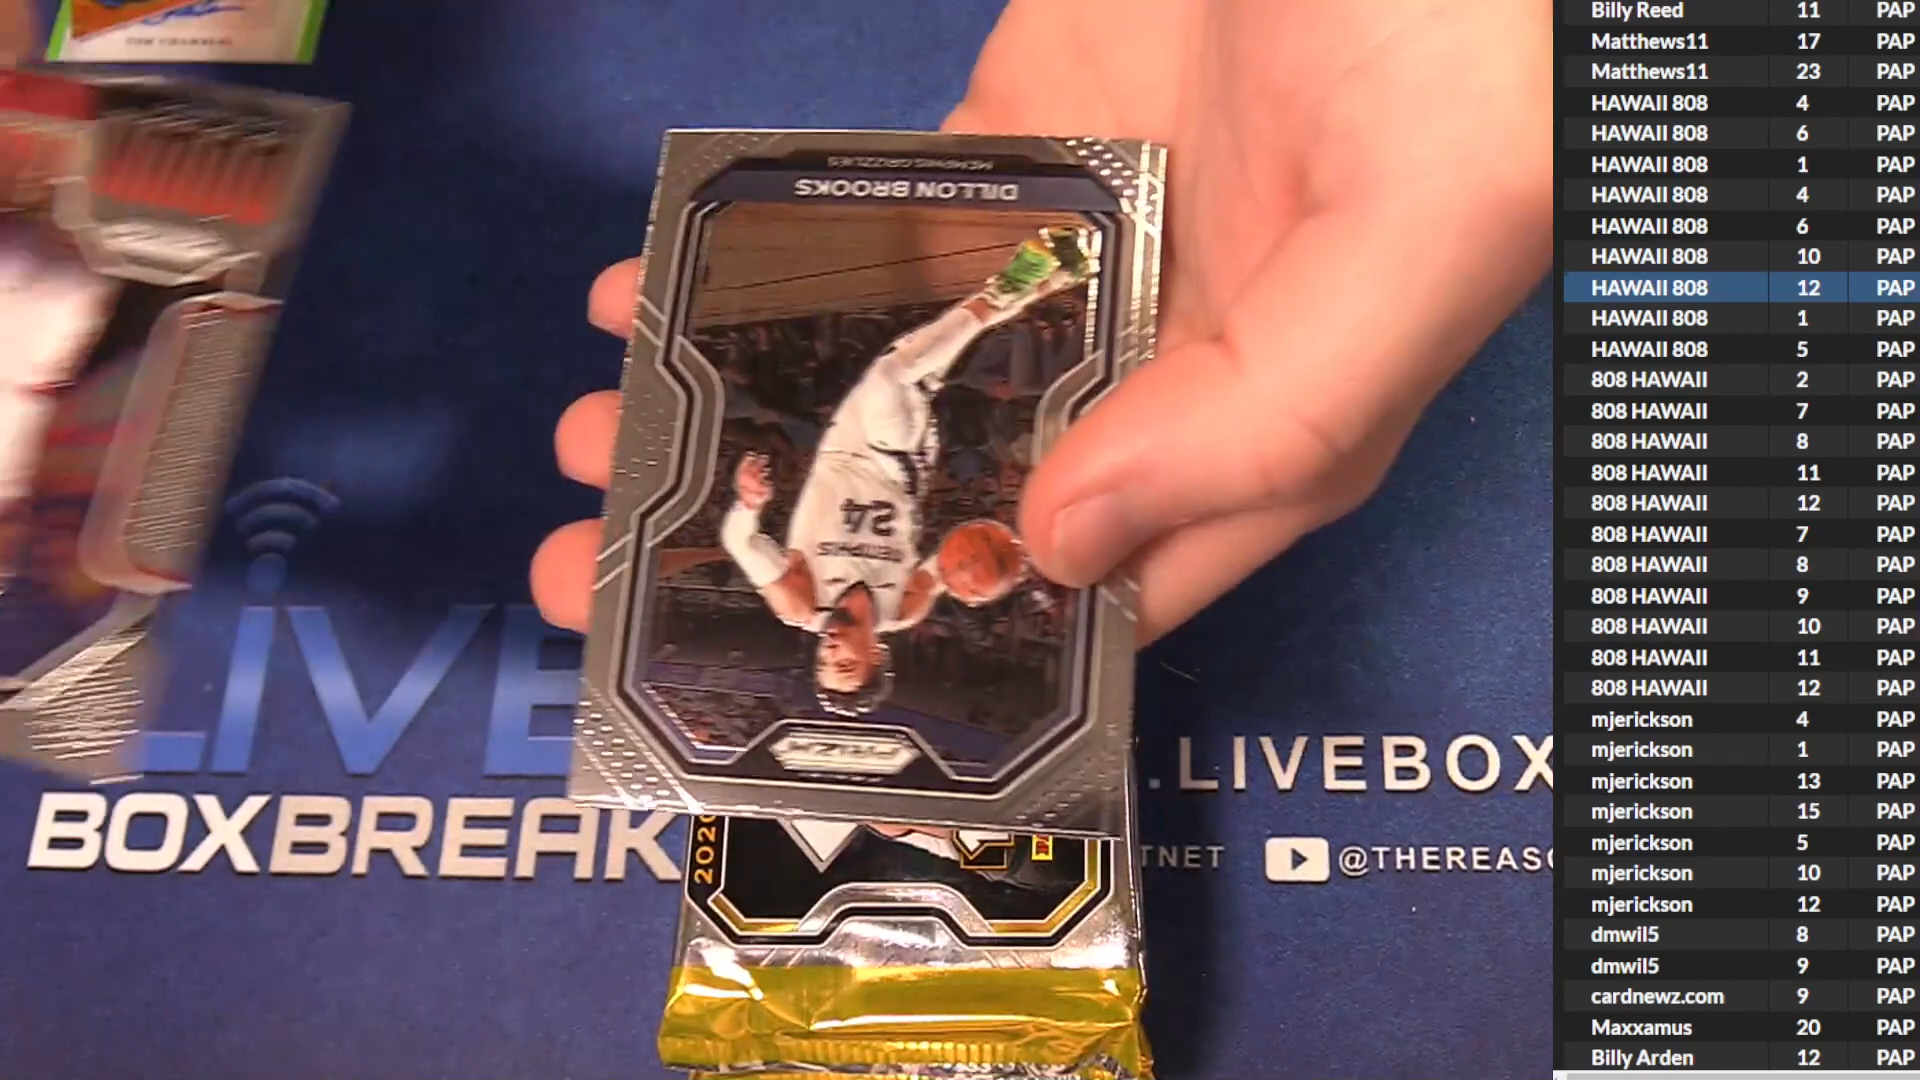 TOM CHAMBERS
MEMPHIS GRIZZLIES
DILLON BROOKS
24
MEMPHIS
PRIZM
2020
LIVE
BOXBREAK
.LIVEBOX
TNET
@THEREASO
Billy Reed 11 PAP
Matthews11 17 PAP
Matthews11 23 PAP
HAWAII 808 4 PAP
HAWAII 808 6 PAP
HAWAII 808 1 PAP
HAWAII 808 4 PAP
HAWAII 808 6 PAP
HAWAII 808 10 PAP
HAWAII 808 12 PAP
HAWAII 808 1 PAP
HAWAII 808 5 PAP
808 HAWAII 2 PAP
808 HAWAII 7 PAP
808 HAWAII 8 PAP
808 HAWAII 11 PAP
808 HAWAII 12 PAP
808 HAWAII 7 PAP
808 HAWAII 8 PAP
808 HAWAII 9 PAP
808 HAWAII 10 PAP
808 HAWAII 11 PAP
808 HAWAII 12 PAP
mjerickson 4 PAP
mjerickson 1 PAP
mjerickson 13 PAP
mjerickson 15 PAP
mjerickson 5 PAP
mjerickson 10 PAP
mjerickson 12 PAP
dmwil5 8 PAP
dmwil5 9 PAP
cardnewz.com 9 PAP
Maxxamus 20 PAP
Billy Arden 12 PAP